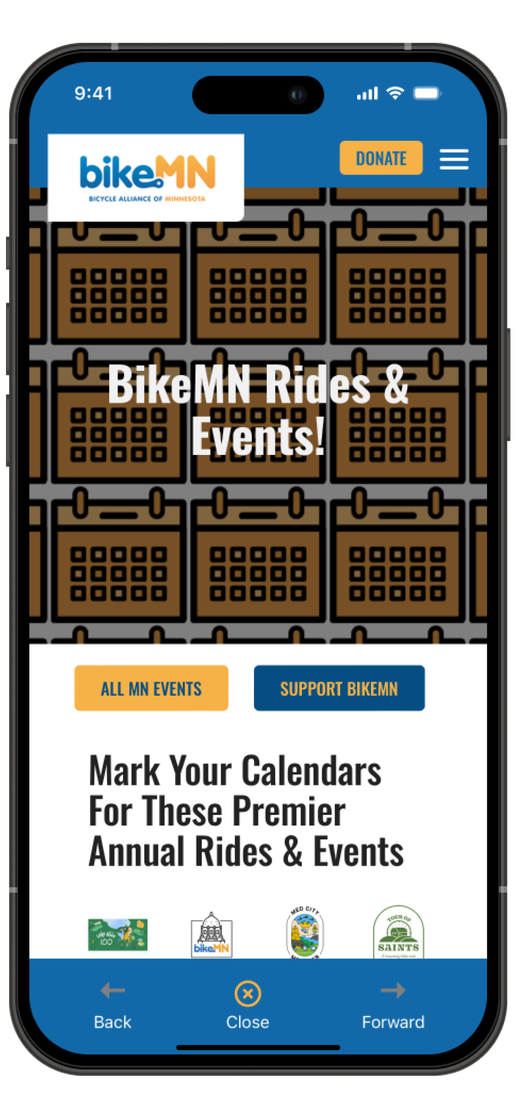 9:41
bikeMN
BICYCLE ALLIANCE OF MINNESOTA
DONATE
BikeMN Rides &
Events!
ALL MN EVENTS
SUPPORT BIKEMN
Mark Your Calendars
For These Premier
Annual Rides & Events
100
bikeMN
MED CITY
TOUR OF
SAINTS
Back
Close
Forward